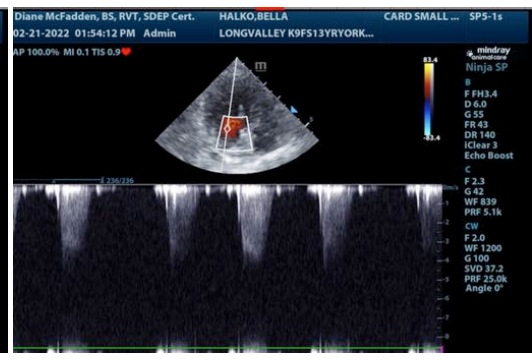 Diane McFadden, BS, RVT, SDEP Cert. HALKO,BELLA CARD SMALL ... SP5-1s
02-21-2022 01:54:12 PM Admin LONGVALLEY K9FS13YRYORK...
AP 100.0% MI 0.1 TIS 0.9
mindray
animalcare
Ninja SP
m
83.4
-83.4
5
B
F FH3.4
D 6.0
G 55
FR 43
DR 140
iClear 3
Echo Boost
C
F 2.3
G 42
WF 839
PRF 5.1k
CW
F 2.0
WF 1200
G 100
SVD 37.2
PRF 25.0k
Angle 0°
236/236